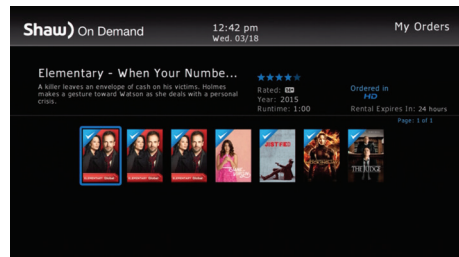 Shaw) On Demand
12:42 pm
Wed. 03/18
My Orders
Elementary - When Your Numbe...
A killer leaves an envelope of cash on his victims. Holmes
makes a gesture toward Watson as she deals with a personal
crisis.
Rated:
Year: 2015
Runtime: 1:00
Ordered in
HD
Rental Expires In: 24 hours
Page: 1 of 1
JUSTIFIED
THE JUDGE